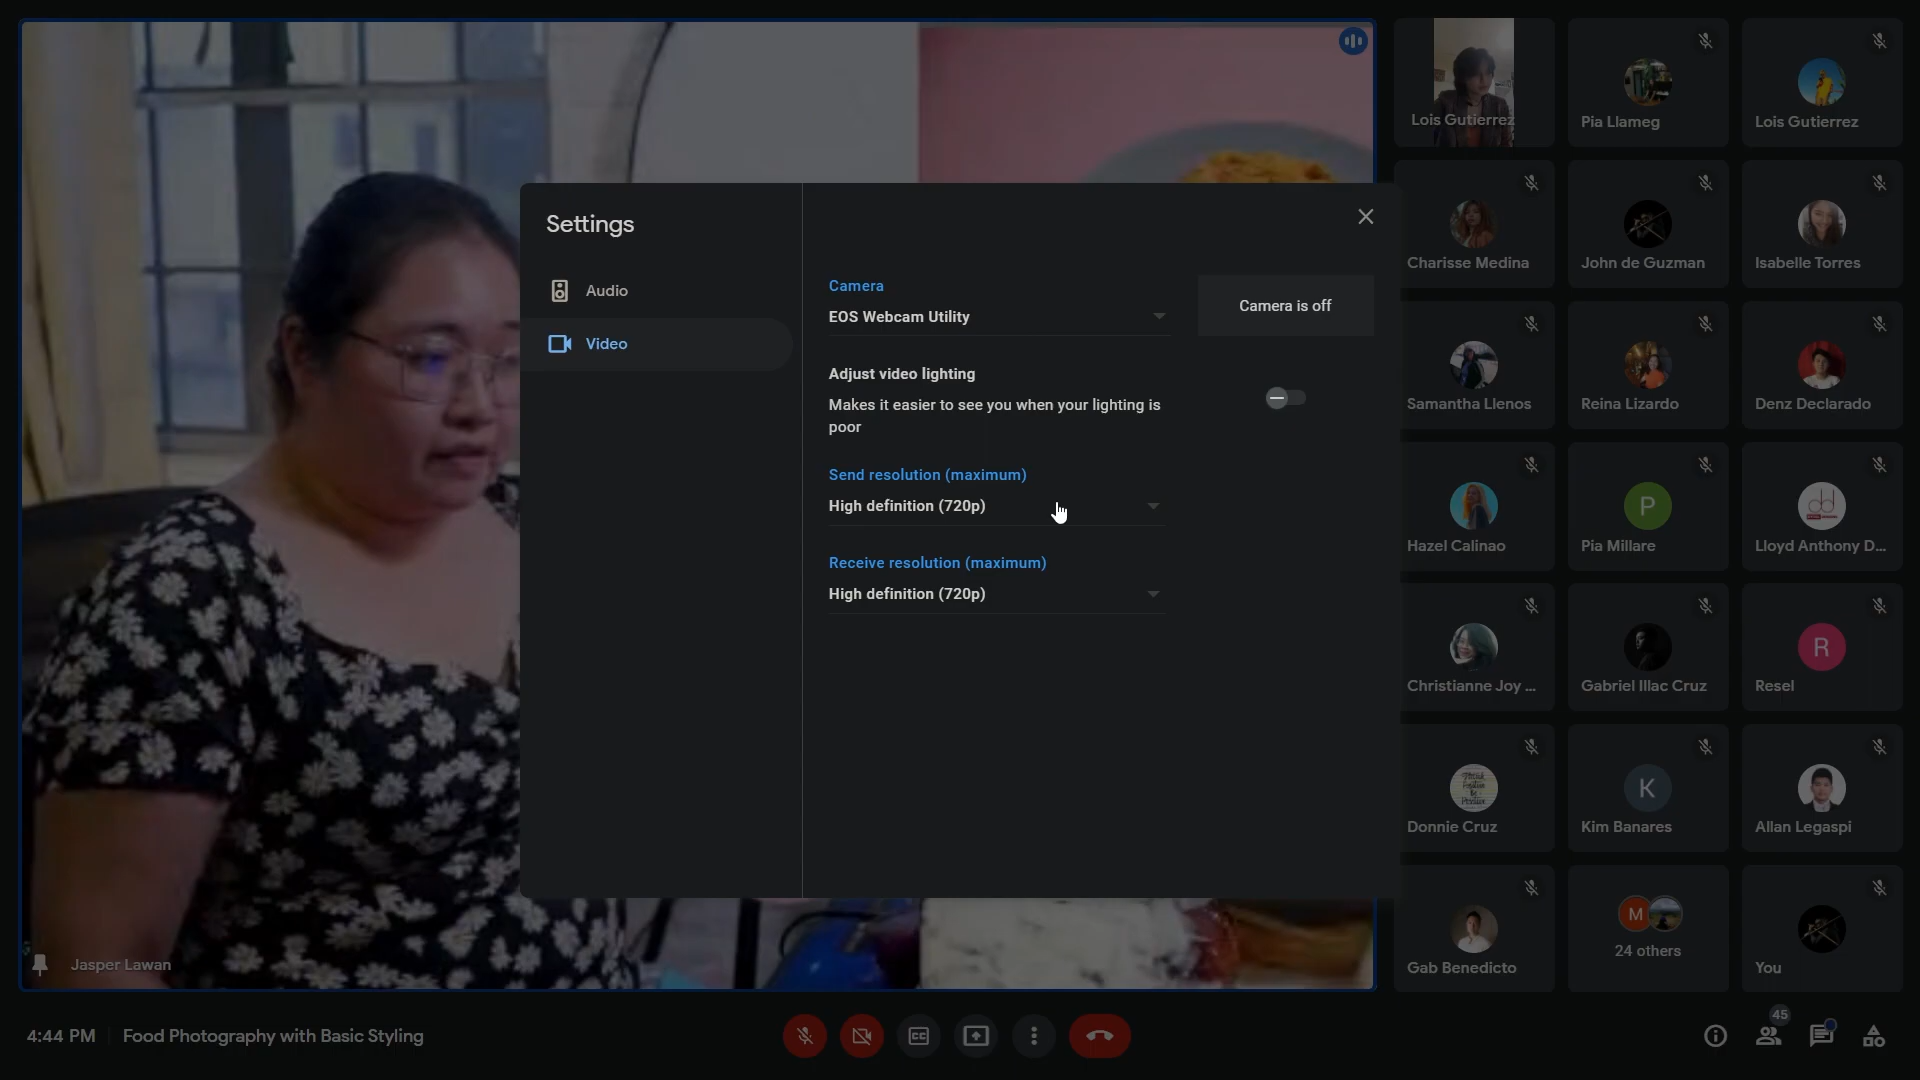 Settings
Audio
Video
Camera
EOS Webcam Utility
Camera is off
Adjust video lighting
Makes it easier to see you when your lighting is
poor
Send resolution (maximum)
High definition (720p)
Receive resolution (maximum)
High definition (720p)
Jasper Lawan
Lois Gutierrez
Pia Llameg
Lois Gutierrez
Charisse Medina
John de Guzman
Isabelle Torres
Samantha Llenos
Reina Lizardo
Denz Declarado
Hazel Calinao
P
Pia Millare
Lloyd Anthony D...
Christianne Joy ...
Gabriel Illac Cruz
R
Resel
Donnie Cruz
K
Kim Banares
Allan Legaspi
Gab Benedicto
M
24 others
You
4:44 PM
Food Photography with Basic Styling
CC
45